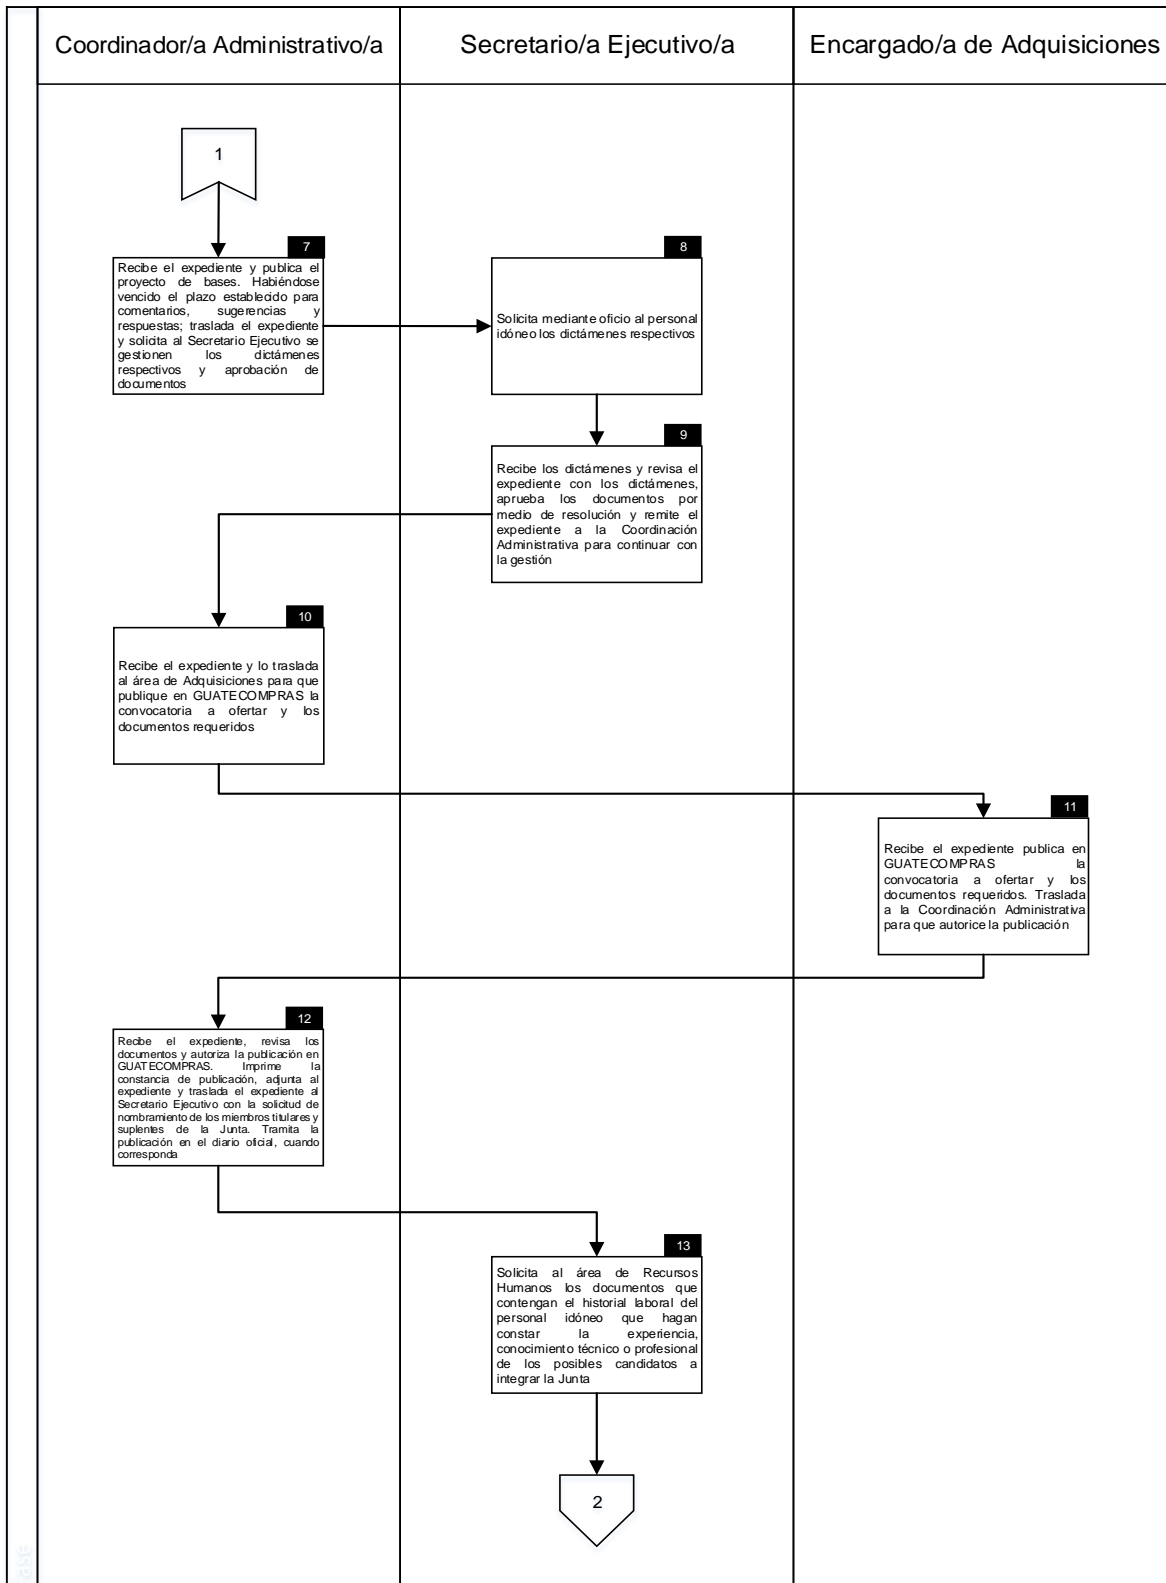 Coordinador/a Administrativo/a
Secretario/a Ejecutivo/a
Encargado/a de Adquisiciones
1
7
Recibe el expediente y publica el
proyecto de bases. Habiéndose
vencido el plazo establecido para
comentarios, sugerencias y
respuestas; traslada el expediente
y solicita al Secretario Ejecutivo se
gestionen los dictámenes
respectivos y aprobación de
documentos
8
Solicita mediante oficio al personal
idóneo los dictámenes respectivos
9
Recibe los dictámenes y revisa el
expediente con los dictámenes,
aprueba los documentos por
medio de resolución y remite el
expediente a la Coordinación
Administrativa para continuar con
la gestión
10
Recibe el expediente y lo traslada
al área de Adquisiciones para que
publique en GUATECOMPRAS la
convocatoria a ofertar y los
documentos requeridos
11
Recibe el expediente publica en
GUATECOMPRAS la
convocatoria a ofertar y los
documentos requeridos. Traslada
a la Coordinación Administrativa
para que autorice la publicación
12
Recibe el expediente, revisa los
documentos y autoriza la publicación en
GUATECOMPRAS. Imprime la
constancia de publicación, adjunta al
expediente y traslada el expediente al
Secretario Ejecutivo con la solicitud de
nombramiento de los miembros titulares y
suplentes de la Junta. Tramita la
publicación en el diario oficial, cuando
corresponda
13
Solicita al área de Recursos
Humanos los documentos que
contengan el historial laboral del
personal idóneo que hagan
constar la experiencia,
conocimiento técnico o profesional
de los posibles candidatos a
integrar la Junta
2